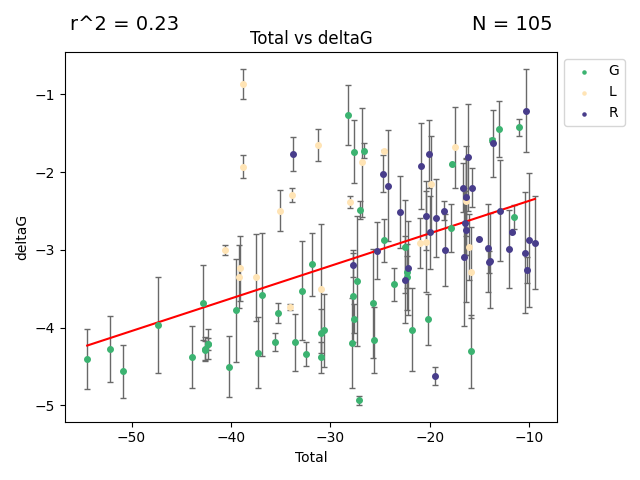 r^2 = 0.23
N = 105
Total vs deltaG
G
L
R
−1
−2
−3
−4
−5
deltaG
−50
−40
−30
−20
−10
Total